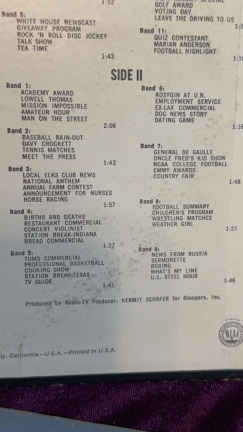 1:52
Band 5:
WHITE HOUSE NEWSCAST
GIVEAWAY PROGRAM
ROCK 'N ROLL DISC JOCKEY
TALK SHOW
TEA TIME
1:43
GOLF AWARD
VOTING DAY
LEAVE THE DRIVING TO US
Band 11:
QUIZ CONTESTANT
MARIAN ANDERSON
FOOTBALL HIGHLIGHT
SIDE II
Band 1:
ACADEMY AWARD
LOWELL THOMAS
MISSION IMPOSSIBLE
AMATEUR HOUR
MAN ON THE STREET
2:06
Band 2:
BASEBALL RAIN-OUT
DAVY CROCKETT
TENNIS MATCHES
MEET THE PRESS
1:43
Band 3:
LOCAL ELKS CLUB NEWS
NATIONAL ANTHEM
ANNUAL FARM CONTEST
ANNOUNCEMENT FOR NURSES
HORSE RACING
1:57
Band 4:
BIRTHS AND DEATHS
RESTAURANT COMMERCIAL
CONCERT VIOLINIST
STATION BREAK-INDIANA
BREAD COMMERCIAL
1:27
Band 5:
TUMS COMMERCIAL
PROFESSIONAL BASKETBALL
COOKING SHOW
STATION BREAK-TEXAS
TV GUIDE
1:41
Band 6:
ROSTGIN AT U.N.
EMPLOYMENT SERVICE
EX-LAX COMMERCIAL
DOG NEWS STORY
DATING GAME
Band 7:
GENERAL DE GAULLE
UNCLE FRED'S KID SHOW
NCAA COLLEGE FOOTBALL
EMMY AWARDS
COUNTRY FAIR
1:48
Band 8:
FOOTBALL SUMMARY
CHILDREN'S PROGRAM
WRESTLING MATCHES
WEATHER GIRL
Band 9:
NEWS FROM RUSSIA
BERMURETTE
BOXING
WHAT'S MY LINE
U.S. STEEL HOUR
1:46
Produced by Radio-TV Producer, KERMIT SCHAFER for Bloopers, Inc.
California - U.S.A. - Printed in U.S.A.